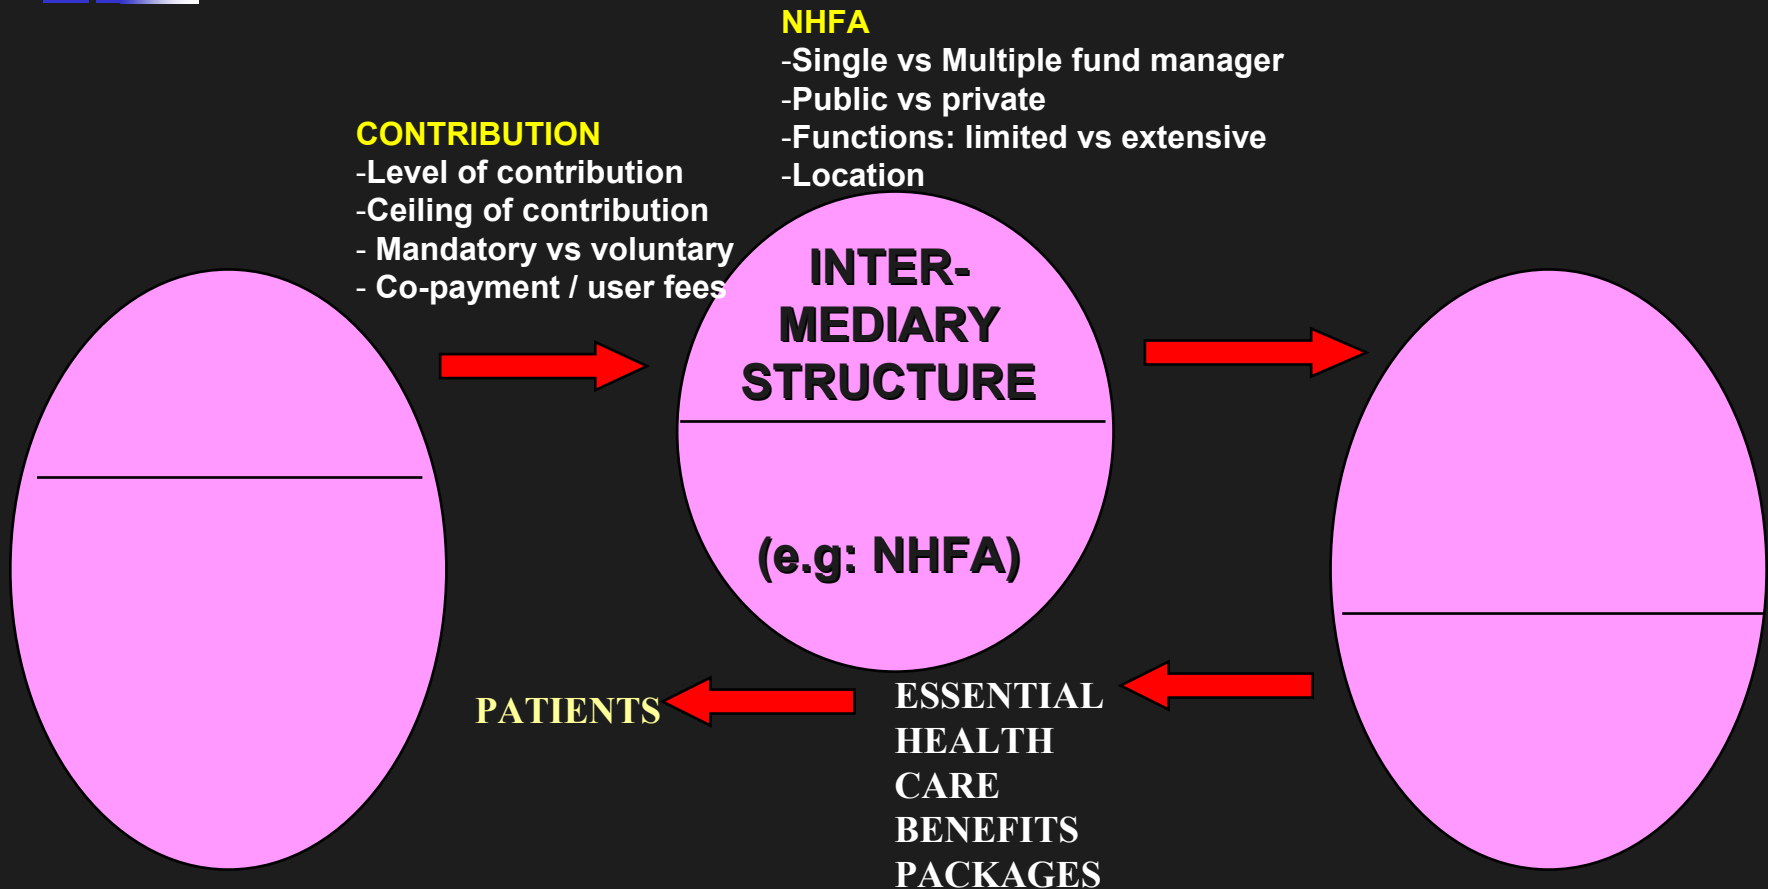 NHFA
-Single vs Multiple fund manager
-Public vs private
-Functions: limited vs extensive
-Location
CONTRIBUTION
-Level of contribution
-Ceiling of contribution
- Mandatory vs voluntary
- Co-payment / user fees
INTER-
MEDIARY
STRUCTURE
(e.g: NHFA)
PATIENTS
ESSENTIAL
HEALTH
CARE
BENEFITS
PACKAGES